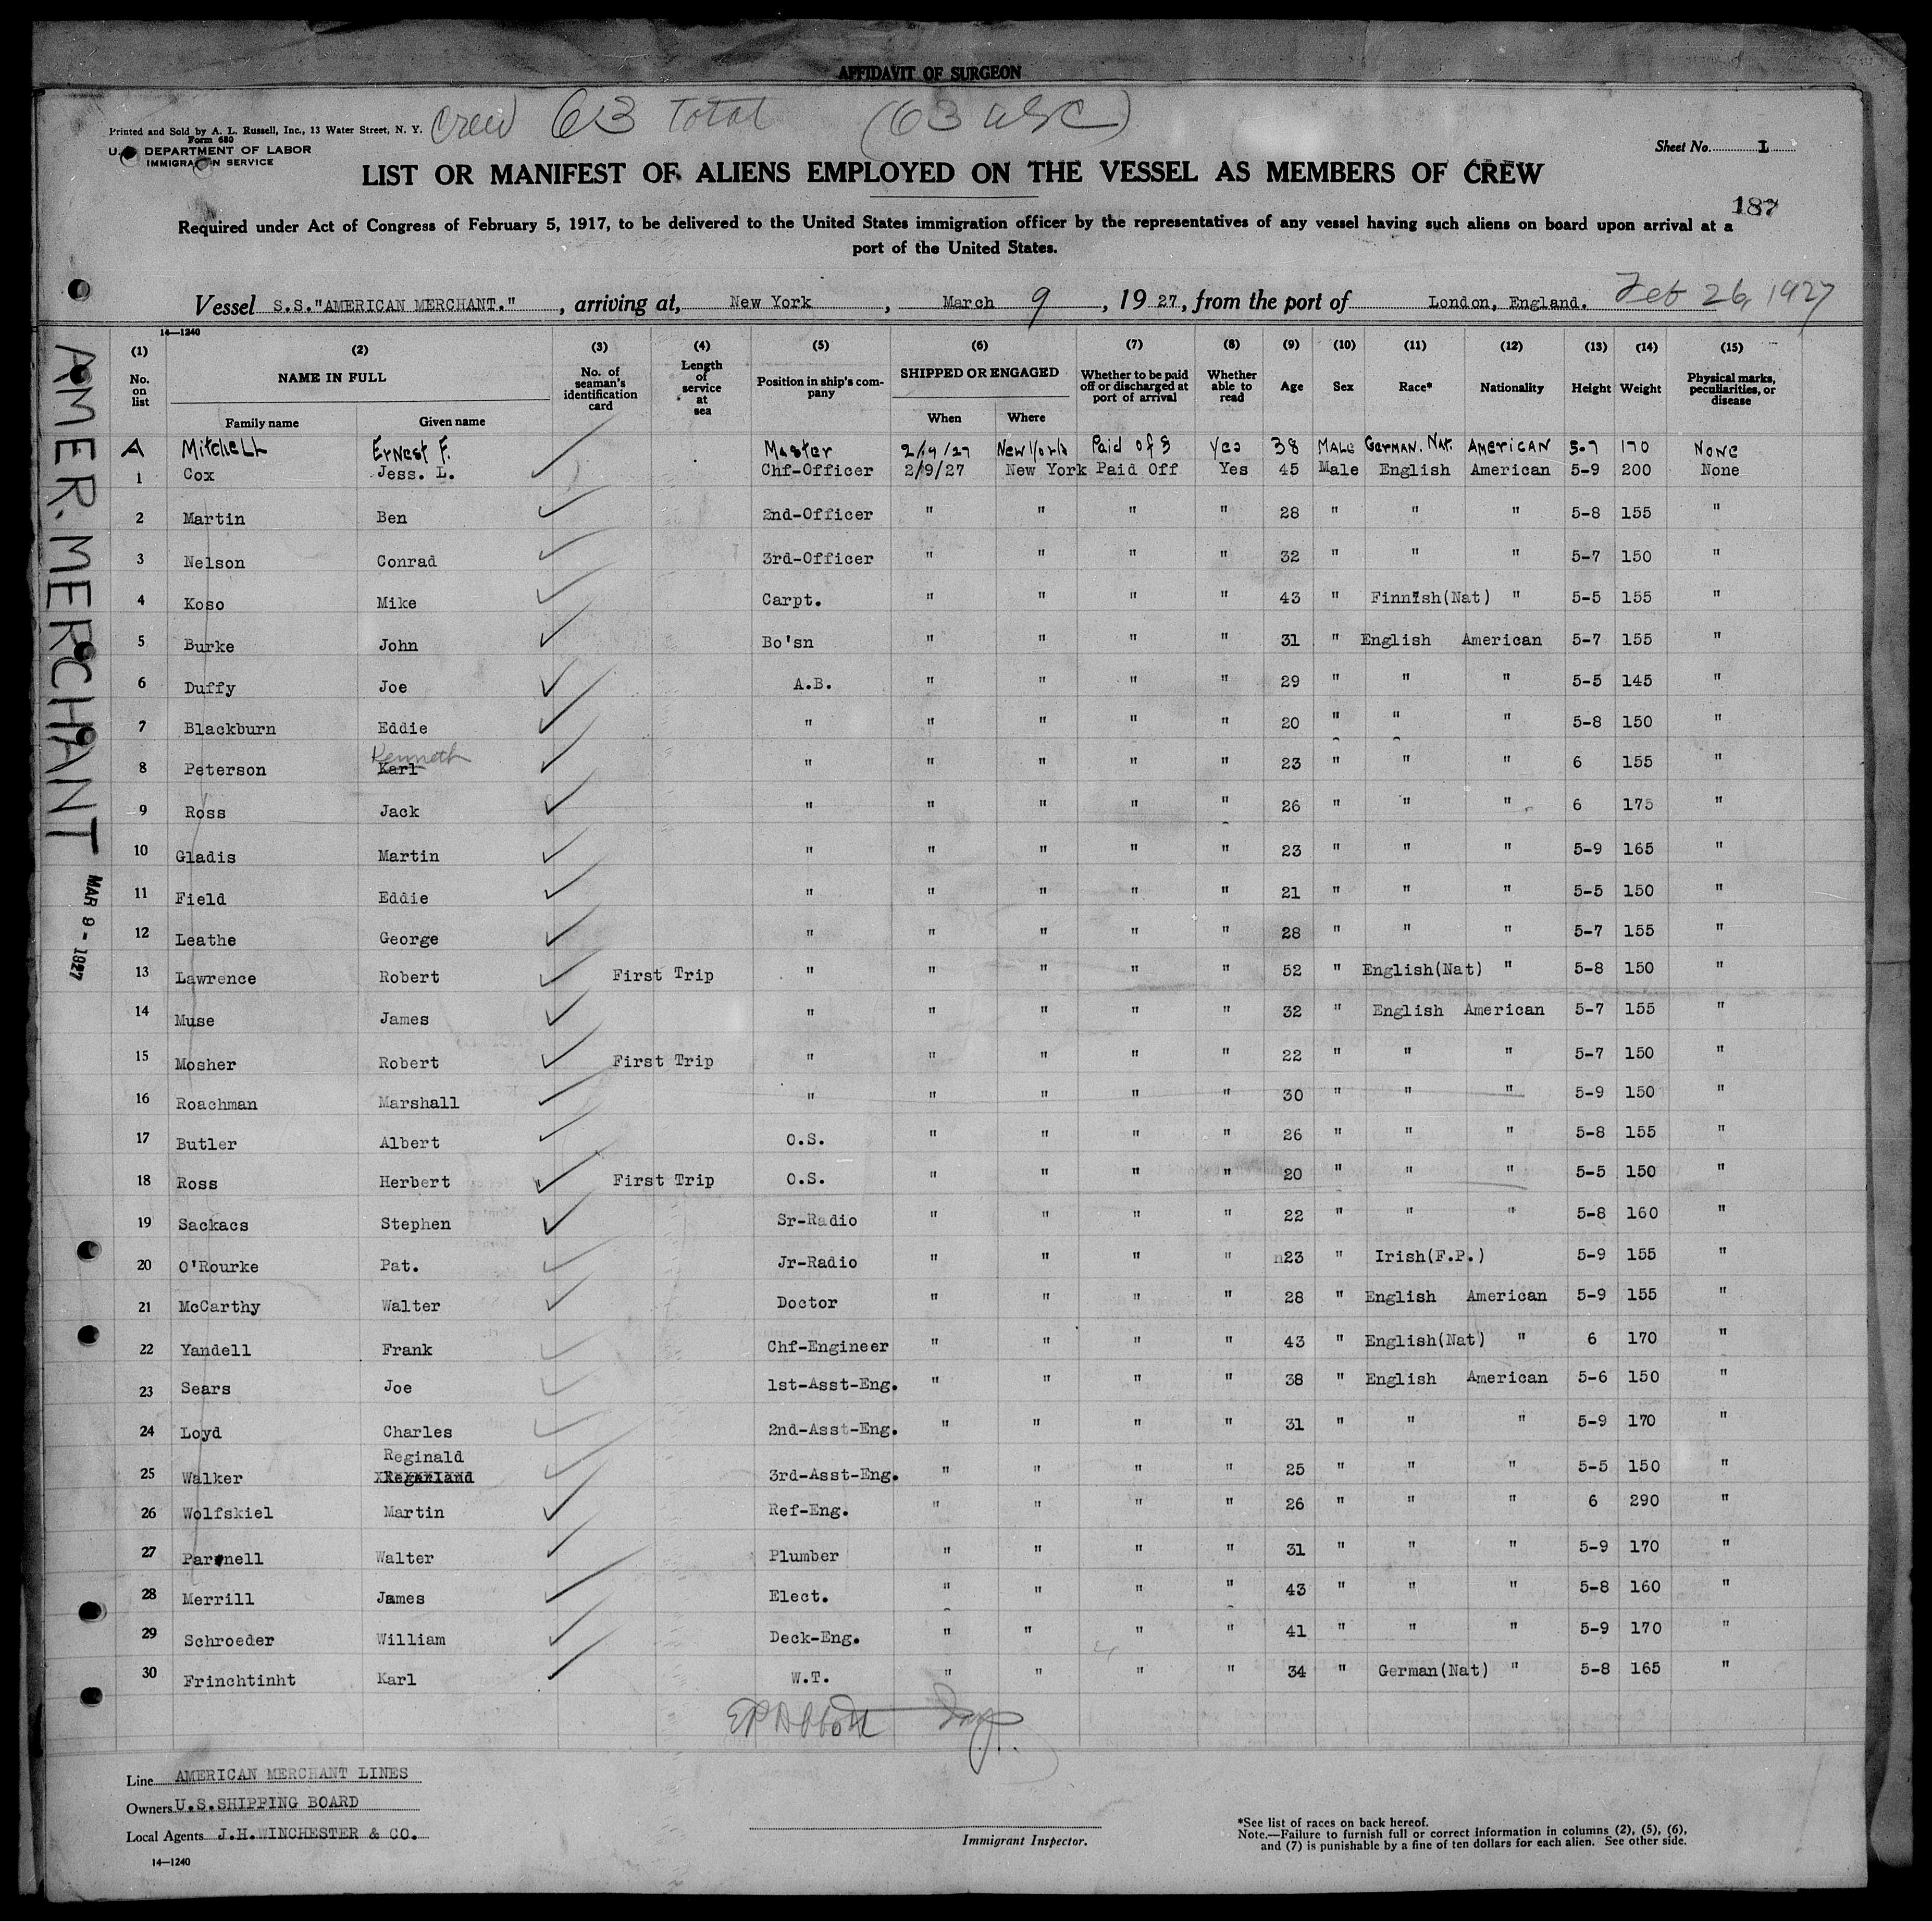 AFFIDAVIT OF SURGEON
Crew 63 Total (63 USC)
Printed and Sold by A. L. Russell, Inc., 13 Water Street, N. Y.
Form 680
U. S. DEPARTMENT OF LABOR
IMMIGRATION SERVICE
Sheet No. 1
LIST OR MANIFEST OF ALIENS EMPLOYED ON THE VESSEL AS MEMBERS OF CREW
187
Required under Act of Congress of February 5, 1917, to be delivered to the United States immigration officer by the representatives of any vessel having such aliens on board upon arrival at a
port of the United States.
Vessel S.S."AMERICAN MERCHANT." , arriving at, New York , March 9 , 19 27, from the port of London, England. Feb 26, 1927
14—1240
(1) (2) (3) (4) (5) (6) (7) (8) (9) (10) (11) (12) (13) (14) (15)
No. on list NAME IN FULL Family name Given name No. of seaman's identification card Length of service at sea Position in ship's company SHIPPED OR ENGAGED When Where Whether to be paid off or discharged at port of arrival Whether able to read Age Sex Race* Nationality Height Weight Physical marks, peculiarities, or disease
A Mitchell Ernest F. Master 2/19/27 New York Paid off Yes 38 Male German. Nat. American 5-7 170 None
1 Cox Jess. L. Chf-Officer 2/9/27 New York Paid Off Yes 45 Male English American 5-9 200 None
2 Martin Ben 2nd-Officer " " " " 28 " " " 5-8 155 "
3 Nelson Conrad 3rd-Officer " " " " 32 " " " 5-7 150 "
4 Koso Mike Carpt. " " " " 43 " Finnish(Nat) " 5-5 155 "
5 Burke John Bo'sn " " " " 31 " English American 5-7 155 "
6 Duffy Joe A.B. " " " " 29 " " " 5-5 145 "
7 Blackburn Eddie " " " " " 20 " " " 5-8 150 "
8 Peterson Karl Kenneth " " " " " 23 " " " 6 155 "
9 Ross Jack " " " " " 26 " " " 6 175 "
10 Gladis Martin " " " " " 23 " " " 5-9 165 "
11 Field Eddie " " " " " 21 " " " 5-5 150 "
12 Leathe George " " " " " 28 " " " 5-7 155 "
13 Lawrence Robert First Trip " " " " " 52 " English(Nat) " 5-8 150 "
14 Muse James " " " " " 32 " English American 5-7 155 "
15 Mosher Robert First Trip " " " " " 22 " " " 5-7 150 "
16 Roachman Marshall " " " " " 30 " " " 5-9 150 "
17 Butler Albert O.S. " " " " 26 " " " 5-8 155 "
18 Ross Herbert First Trip O.S. " " " " 20 " " " 5-5 150 "
19 Sackacs Stephen Sr-Radio " " " " 22 " " " 5-8 160 "
20 O'Rourke Pat. Jr-Radio " " " " 23 " Irish(F.P.) 5-9 155 "
21 McCarthy Walter Doctor " " " " 28 " English American 5-9 155 "
22 Yandell Frank Chf-Engineer " " " " 43 " English(Nat) " 6 170 "
23 Sears Joe 1st-Asst-Eng. " " " " 38 " English American 5-6 150 "
24 Loyd Charles 2nd-Asst-Eng. " " " " 31 " " " 5-9 170 "
25 Walker Reginald Regarland 3rd-Asst-Eng. " " " " 25 " " " 5-5 150 "
26 Wolfskiel Martin Ref-Eng. " " " " 26 " " " 6 290 "
27 Parnell Walter Plumber " " " " 31 " " " 5-9 170 "
28 Merrill James Elect. " " " " 43 " " " 5-8 160 "
29 Schroeder William Deck-Eng. " " " " 41 " " " 5-9 170 "
30 Frinchtinht Karl W.T. " " " " 34 " German(Nat) " 5-8 165 "
AMER. MERCHANT
MAR 9 - 1927
E P Abbott Insp.
Line AMERICAN MERCHANT LINES
Owners U.S.SHIPPING BOARD
Local Agents J.H.WINCHESTER & CO.
14—1240
Immigrant Inspector.
*See list of races on back hereof.
Note.—Failure to furnish full or correct information in columns (2), (5), (6),
and (7) is punishable by a fine of ten dollars for each alien. See other side.